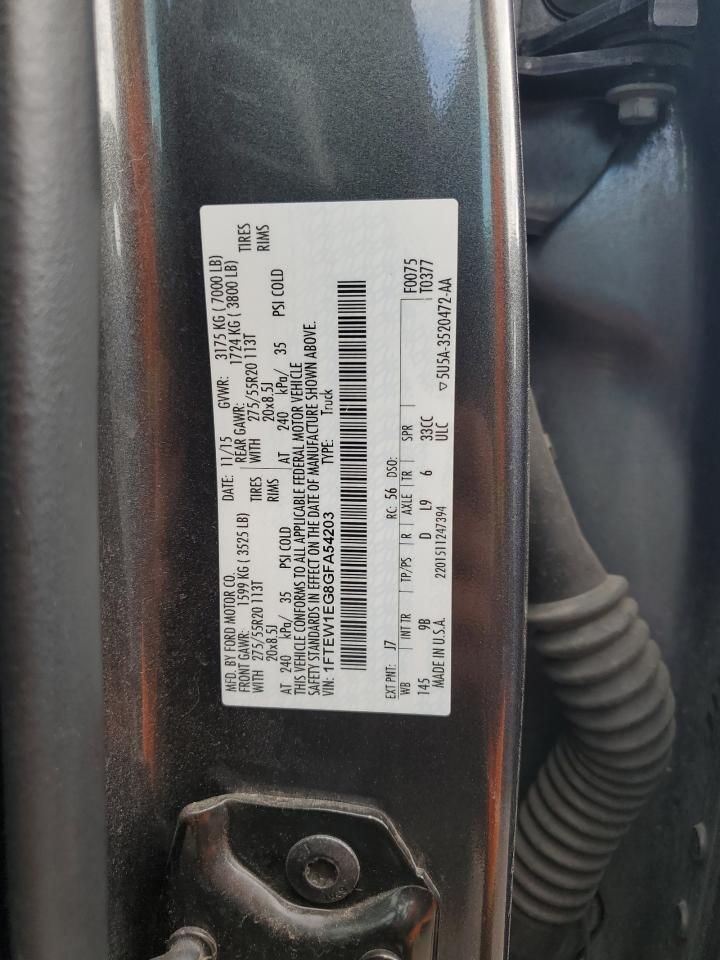 MFD. BY FORD MOTOR CO. DATE: 11/15 GVWR: 3175 KG ( 7000 LB)
FRONT GAWR: 1599 KG ( 3525 LB) REAR GAWR: 1724 KG ( 3800 LB)
WITH 275/55R20 113T TIRES WITH 275/55R20 113T TIRES
20x8.5J RIMS 20x8.5J RIMS
AT 240 kPa/ 35 PSI COLD AT 240 kPa/ 35 PSI COLD
THIS VEHICLE CONFORMS TO ALL APPLICABLE FEDERAL MOTOR VEHICLE
SAFETY STANDARDS IN EFFECT ON THE DATE OF MANUFACTURE SHOWN ABOVE.
VIN: 1FTEW1EG8GFA54203 TYPE: Truck
EXT PNT: J7 RC: 56 DSO: F0075
WB INT TR TP/PS R AXLE TR SPR T0377
145 9B D L9 6 33CC
MADE IN U.S.A. 2201511247394 ULC ▽ 5U5A-3520472-AA